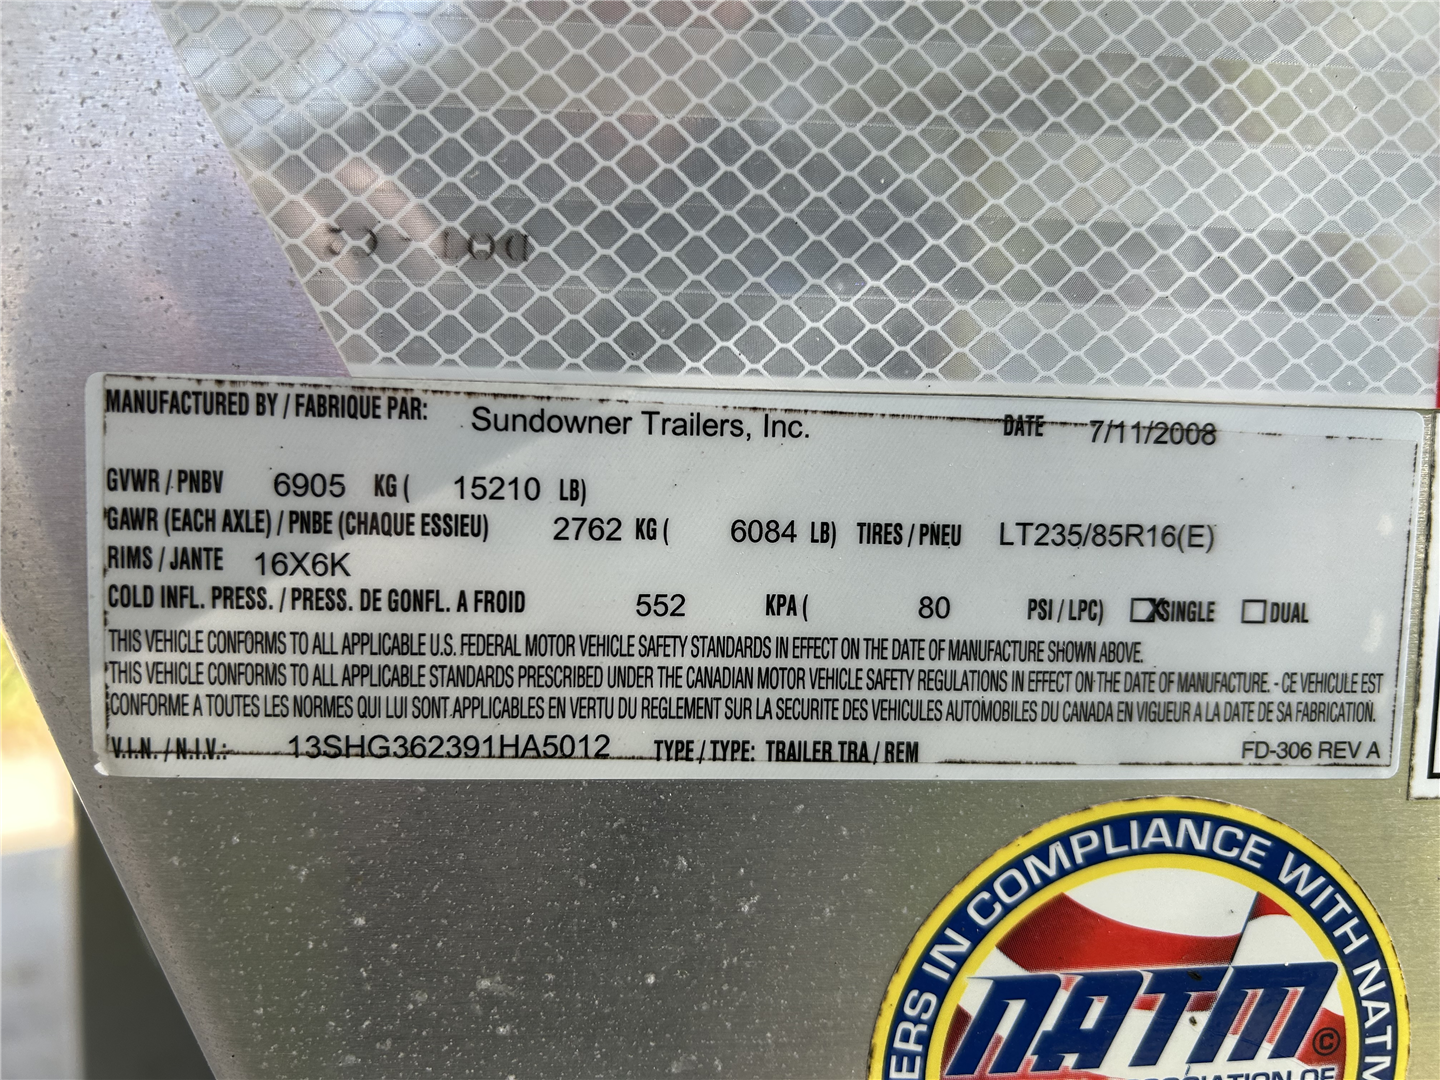 DOT - C2
MANUFACTURED BY / FABRIQUE PAR: Sundowner Trailers, Inc. DATE 7/11/2008
GVWR / PNBV 6905 KG ( 15210 LB)
GAWR (EACH AXLE) / PNBE (CHAQUE ESSIEU) 2762 KG ( 6084 LB) TIRES / PNEU LT235/85R16(E)
RIMS / JANTE 16X6K
COLD INFL. PRESS. / PRESS. DE GONFL. A FROID 552 KPA ( 80 PSI / LPC) ☒ SINGLE ☐ DUAL
THIS VEHICLE CONFORMS TO ALL APPLICABLE U.S. FEDERAL MOTOR VEHICLE SAFETY STANDARDS IN EFFECT ON THE DATE OF MANUFACTURE SHOWN ABOVE.
THIS VEHICLE CONFORMS TO ALL APPLICABLE STANDARDS PRESCRIBED UNDER THE CANADIAN MOTOR VEHICLE SAFETY REGULATIONS IN EFFECT ON THE DATE OF MANUFACTURE. - CE VEHICULE EST
CONFORME A TOUTES LES NORMES QUI LUI SONT APPLICABLES EN VERTU DU REGLEMENT SUR LA SECURITE DES VEHICULES AUTOMOBILES DU CANADA EN VIGUEUR A LA DATE DE SA FABRICATION.
V.I.N. / N.I.V.: 13SHG362391HA5012 TYPE / TYPE: TRAILER TRA / REM FD-306 REV A
ERS IN COMPLIANCE WITH NATM
NATM ©
OCIATION OF